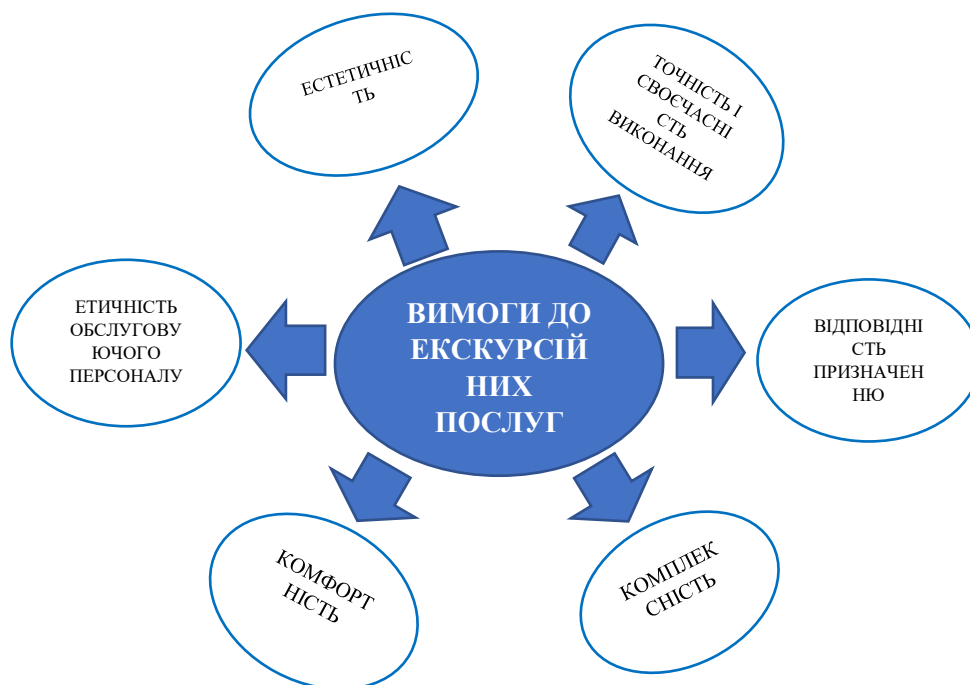 ЕСТЕТИЧНІС
ТЬ
ТОЧНІСТЬ І
СВОЄЧАСНІ
СТЬ
ВИКОНАННЯ
ЕТИЧНІСТЬ
ОБСЛУГОВУ
ЮЧОГО
ПЕРСОНАЛУ
ВИМОГИ ДО
ЕКСКУРСІЙ
НИХ
ПОСЛУГ
ВІДПОВІДНІ
СТЬ
ПРИЗНАЧЕН
НЮ
КОМФОРТ
НІСТЬ
КОМПЛЕК
СНІСТЬ